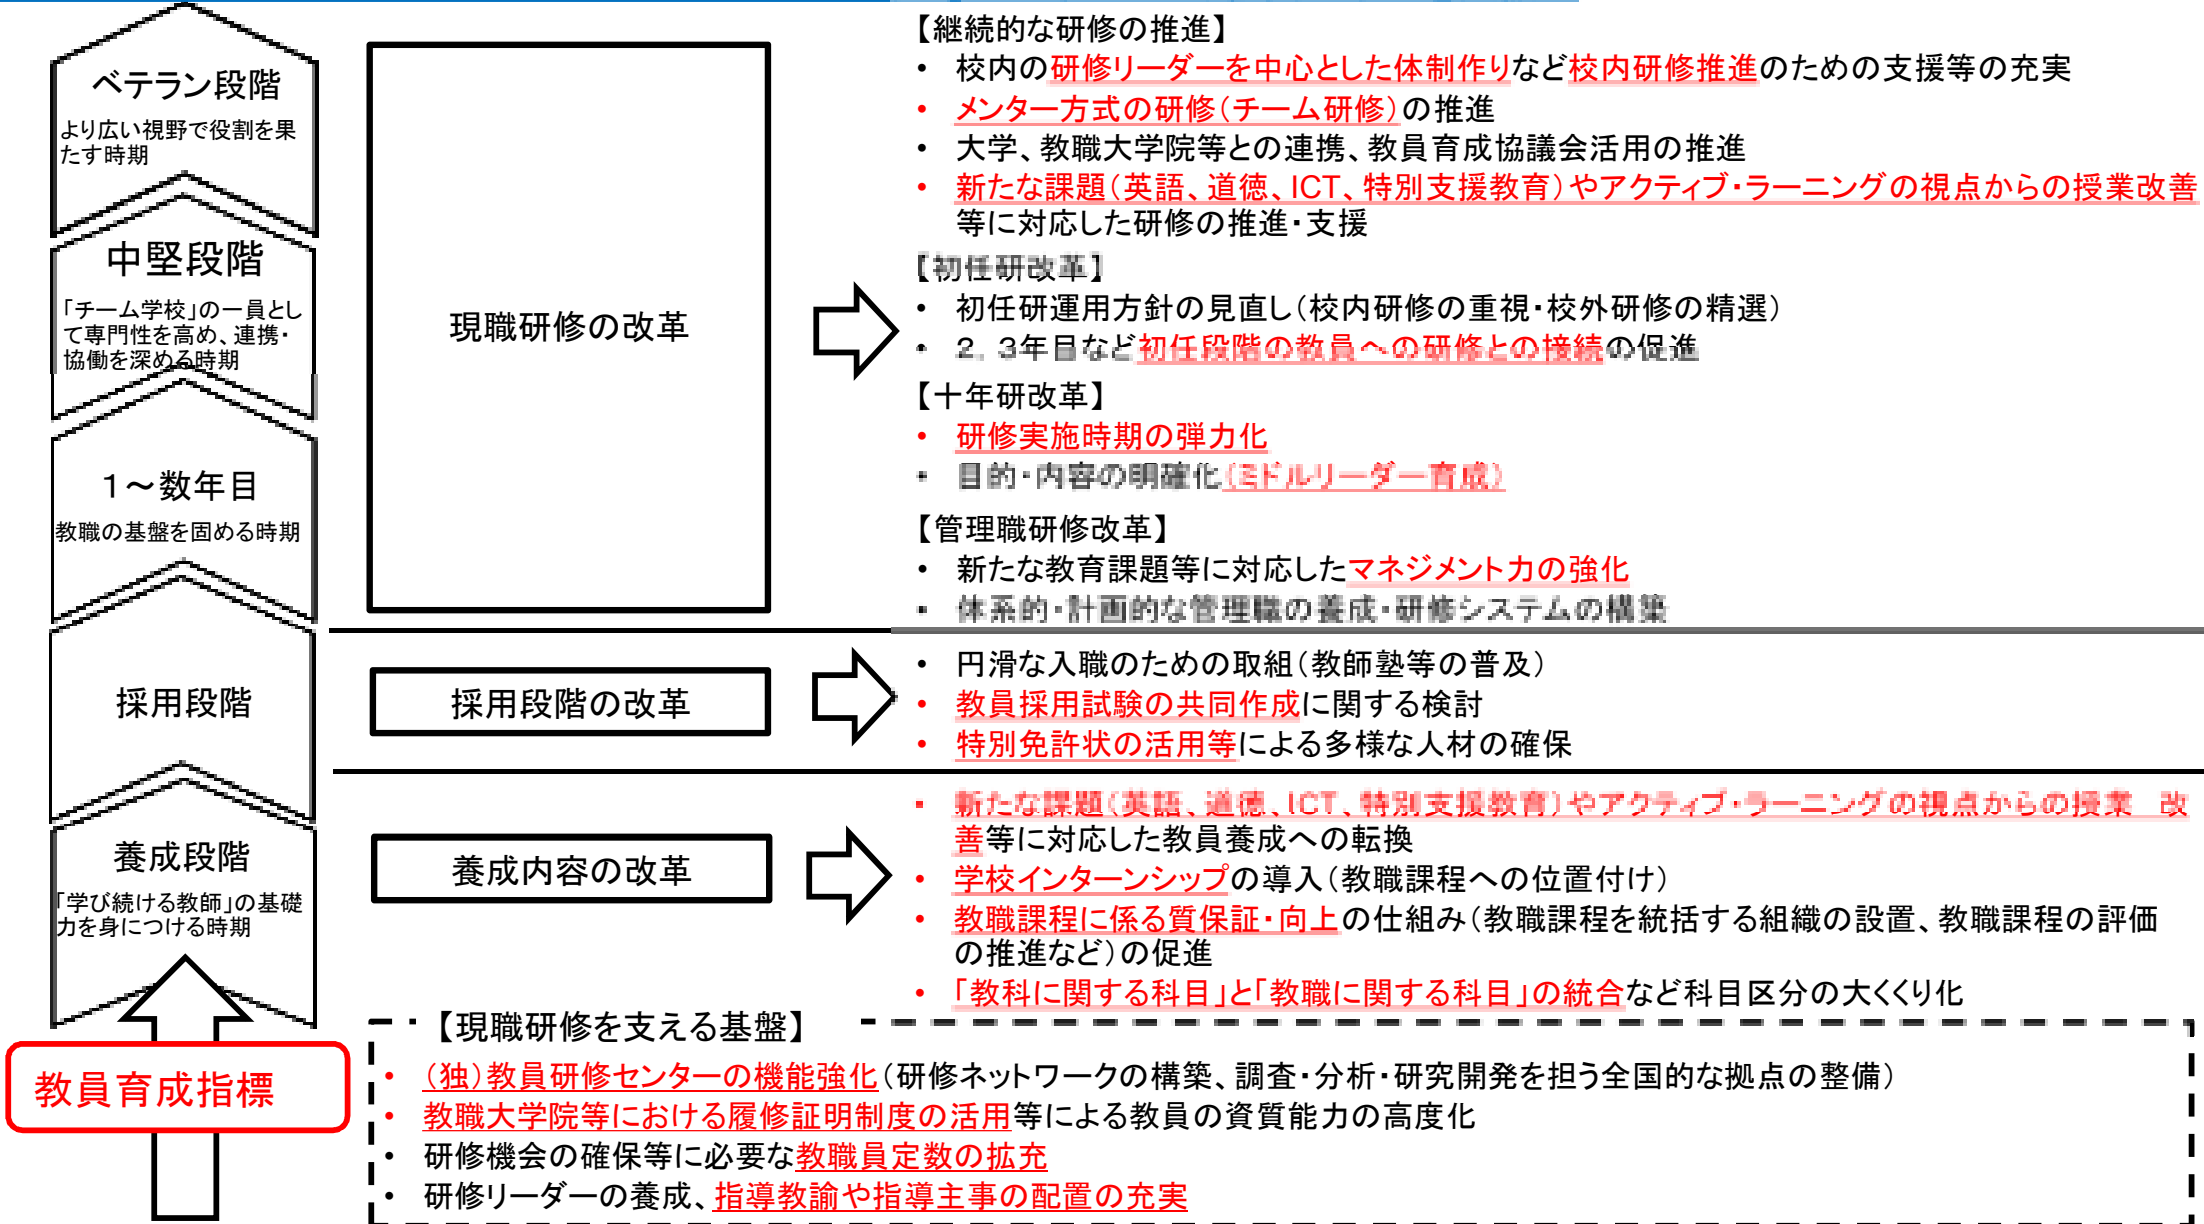 ベテラン段階
より広い視野で役割を果
たす時期
中堅段階
「チーム学校」の一員とし
て専門性を高め、連携・
協働を深める時期
1～数年目
教職の基盤を固める時期
採用段階
養成段階
「学び続ける教師」の基礎
力を身につける時期
教員育成指標
現職研修の改革
【継続的な研修の推進】
• 校内の研修リーダーを中心とした体制作りなど校内研修推進のための支援等の充実
• メンター方式の研修（チーム研修）の推進
• 大学、教職大学院等との連携、教員育成協議会活用の推進
• 新たな課題（英語、道徳、ICT、特別支援教育）やアクティブ・ラーニングの視点からの授業改善
等に対応した研修の推進・支援
【初任研改革】
• 初任研運用方針の見直し（校内研修の重視・校外研修の精選）
• 2，3年目など初任段階の教員への研修との接続の促進
【十年研改革】
• 研修実施時期の弾力化
• 目的・内容の明確化（ミドルリーダー育成）
【管理職研修改革】
• 新たな教育課題等に対応したマネジメント力の強化
• 体系的・計画的な管理職の養成・研修システムの構築
採用段階の改革
• 円滑な入職のための取組（教師塾等の普及）
• 教員採用試験の共同作成に関する検討
• 特別免許状の活用等による多様な人材の確保
養成内容の改革
• 新たな課題（英語、道徳、ICT、特別支援教育）やアクティブ・ラーニングの視点からの授業　改
善等に対応した教員養成への転換
• 学校インターンシップの導入（教職課程への位置付け）
• 教職課程に係る質保証・向上の仕組み（教職課程を統括する組織の設置、教職課程の評価
の推進など）の促進
• 「教科に関する科目」と「教職に関する科目」の統合など科目区分の大くくり化
【現職研修を支える基盤】
• （独）教員研修センターの機能強化（研修ネットワークの構築、調査・分析・研究開発を担う全国的な拠点の整備）
• 教職大学院等における履修証明制度の活用等による教員の資質能力の高度化
• 研修機会の確保等に必要な教職員定数の拡充
• 研修リーダーの養成、指導教諭や指導主事の配置の充実